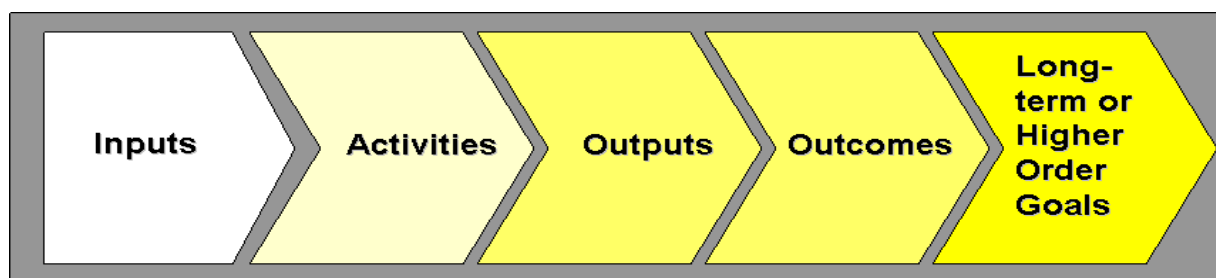 Inputs
Activities
Outputs
Outcomes
Long-
term or
Higher
Order
Goals